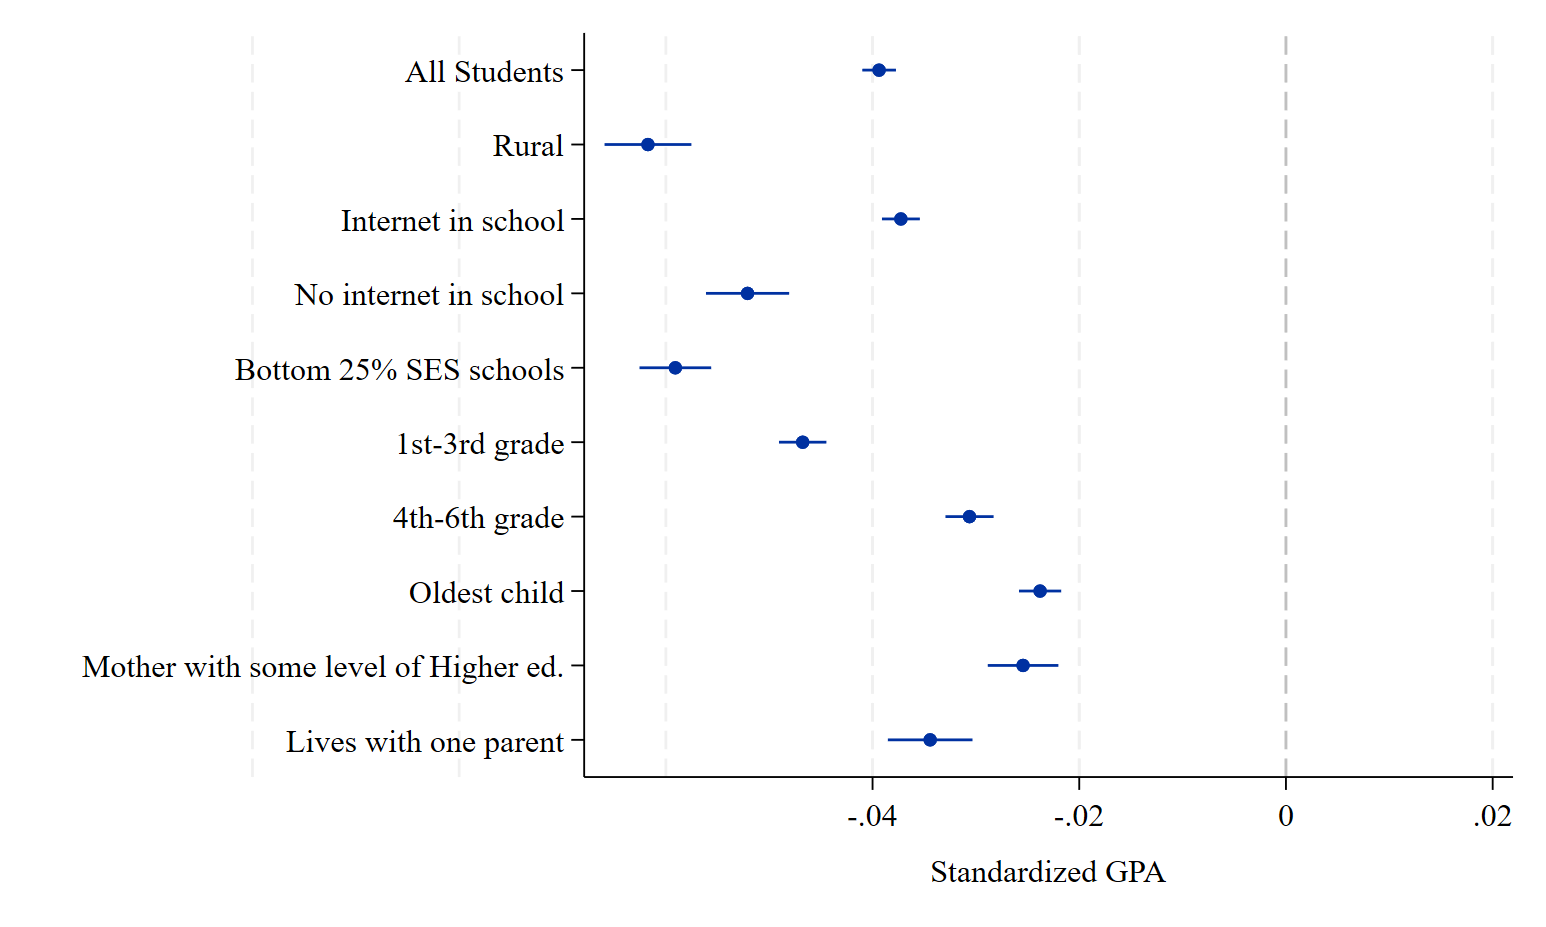 All Students
Rural
Internet in school
No internet in school
Bottom 25% SES schools
1st-3rd grade
4th-6th grade
Oldest child
Mother with some level of Higher ed.
Lives with one parent
-.04 -.02 0 .02
Standardized GPA